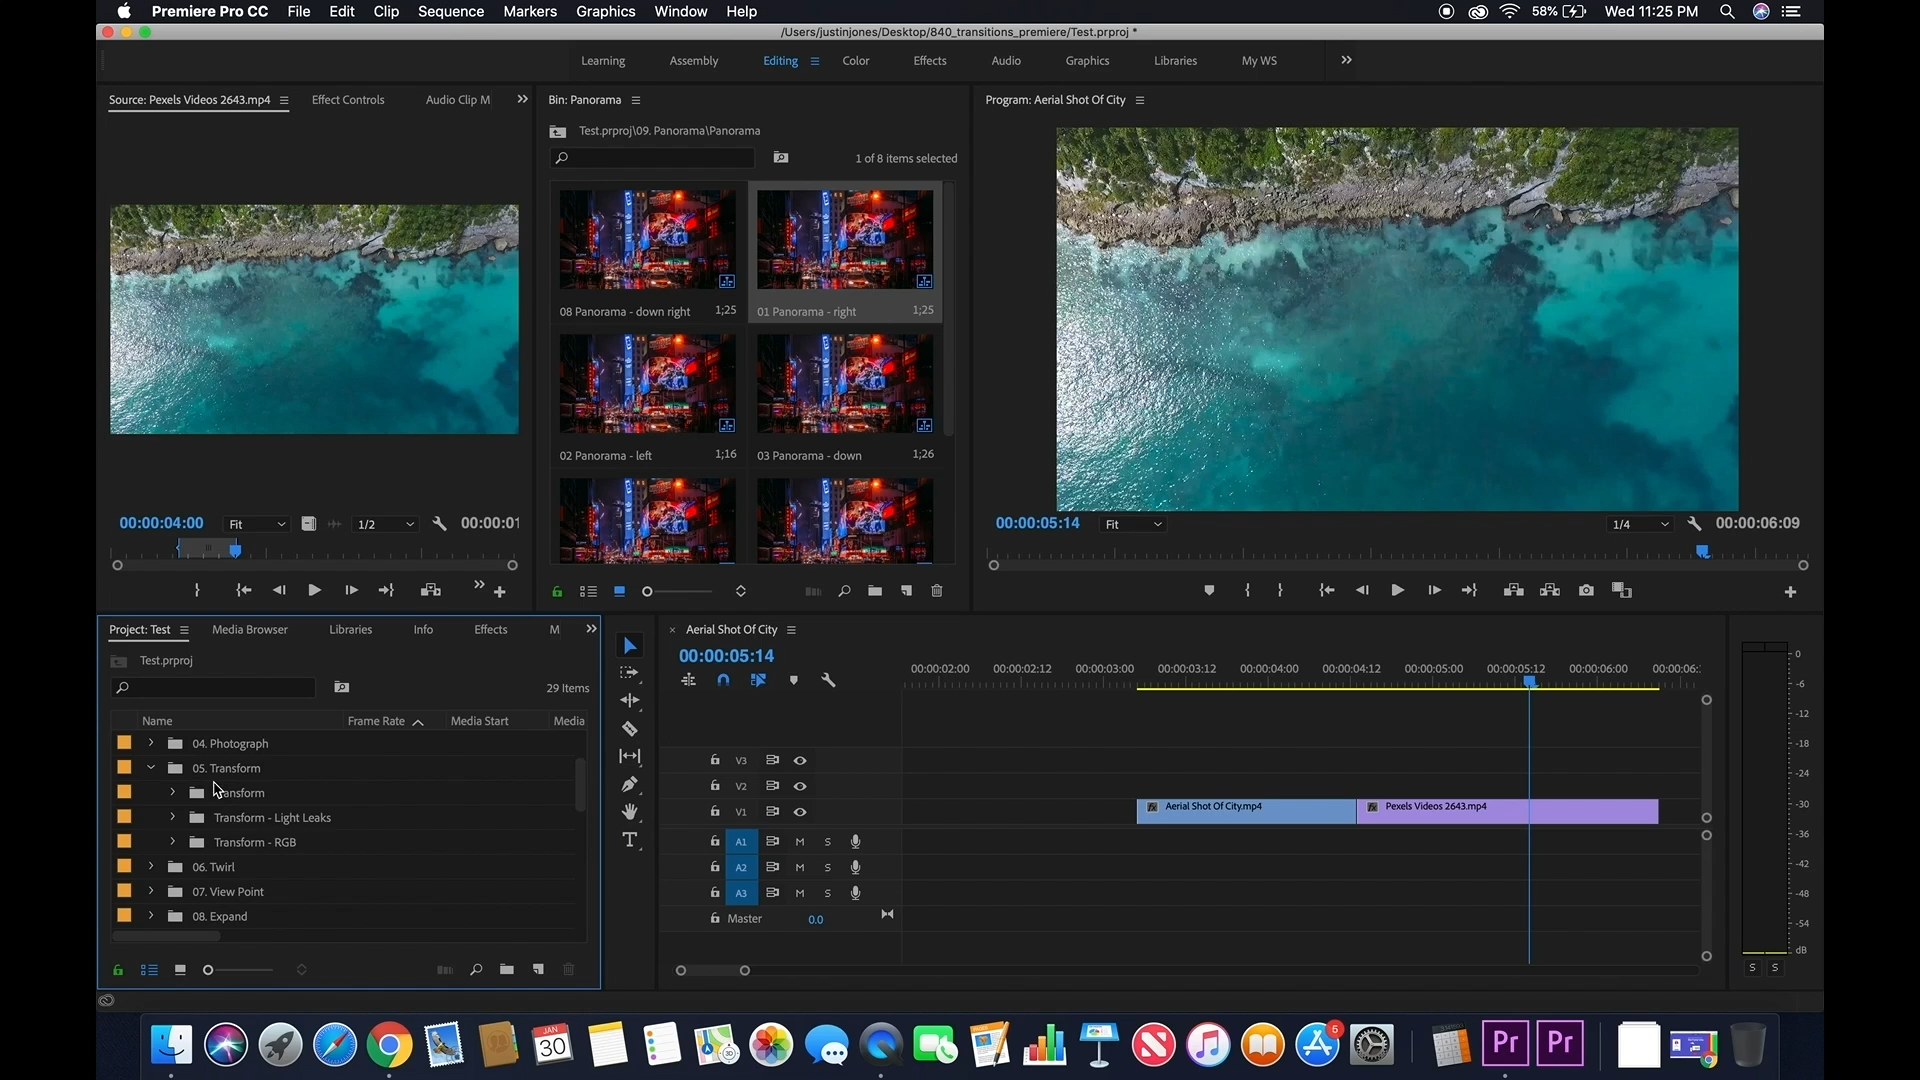 Premiere Pro CC File Edit Clip Sequence Markers Graphics Window Help 58% Wed 11:25 PM
/Users/justinjones/Desktop/840_transitions_premiere/Test.prproj *
Learning Assembly Editing Color Effects Audio Graphics Libraries My WS
Source: Pexels Videos 2643.mp4 Effect Controls Audio Clip M
Bin: Panorama
Program: Aerial Shot Of City
Test.prproj\09. Panorama\Panorama
1 of 8 items selected
08 Panorama - down right 1;25
01 Panorama - right 1;25
02 Panorama - left 1;16
03 Panorama - down 1;26
00:00:04:00 Fit 1/2 00:00:01
00:00:05:14 Fit 1/4 00:00:06:09
Project: Test Media Browser Libraries Info Effects M
Test.prproj
29 Items
Name Frame Rate Media Start Media
04. Photograph
05. Transform
Transform
Transform - Light Leaks
Transform - RGB
06. Twirl
07. View Point
08. Expand
Aerial Shot Of City
00:00:05:14
00:00:02:00 00:00:02:12 00:00:03:00 00:00:03:12 00:00:04:00 00:00:04:12 00:00:05:00 00:00:05:12 00:00:06:00 00:00:06:
V3
V2
V1 Aerial Shot Of City.mp4 Pexels Videos 2643.mp4
A1 M S
A2 M S
A3 M S
Master 0.0
0
-6
-12
-18
-24
-30
-36
-42
-48
-54
dB
S S
JAN
30
5
Pr Pr